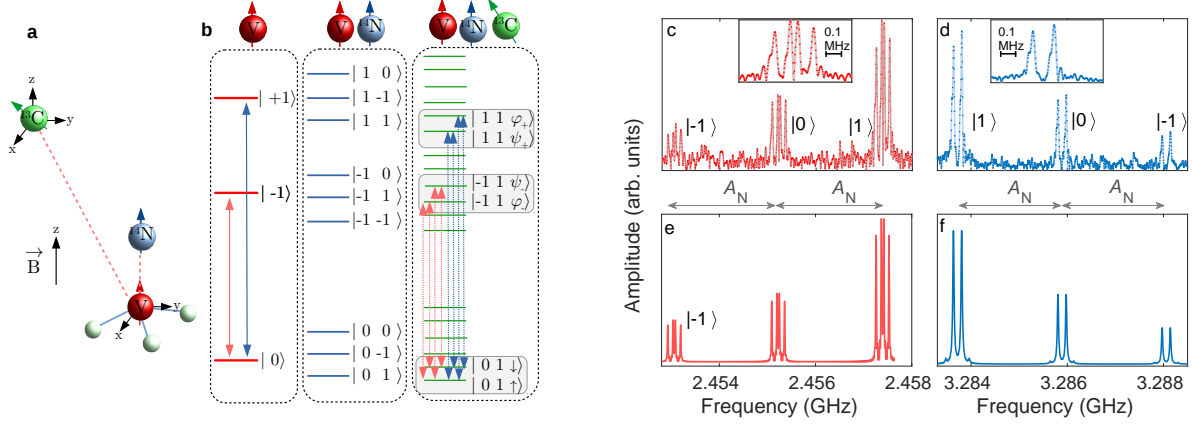 a
z
13C
y
x
B
z
14N
V
y
x
b
V
| +1⟩
| -1⟩
| 0⟩
V 14N
| 1 0 ⟩
| 1 -1 ⟩
| 1 1 ⟩
|-1 0 ⟩
|-1 1 ⟩
|-1 -1 ⟩
| 0 0 ⟩
| 0 -1 ⟩
| 0 1 ⟩
V 14N 13C
| 1 1 φ+⟩
| 1 1 ψ+⟩
|-1 1 ψ-⟩
|-1 1 φ-⟩
| 0 1 ↓⟩
| 0 1 ↑⟩
Amplitude (arb. units)
c
0.1
MHz
|-1 ⟩
|0 ⟩
|1 ⟩
d
0.1
MHz
|1 ⟩
|0 ⟩
|-1 ⟩
AN AN
AN AN
e
|-1 ⟩
2.454 2.456 2.458
Frequency (GHz)
f
3.284 3.286 3.288
Frequency (GHz)